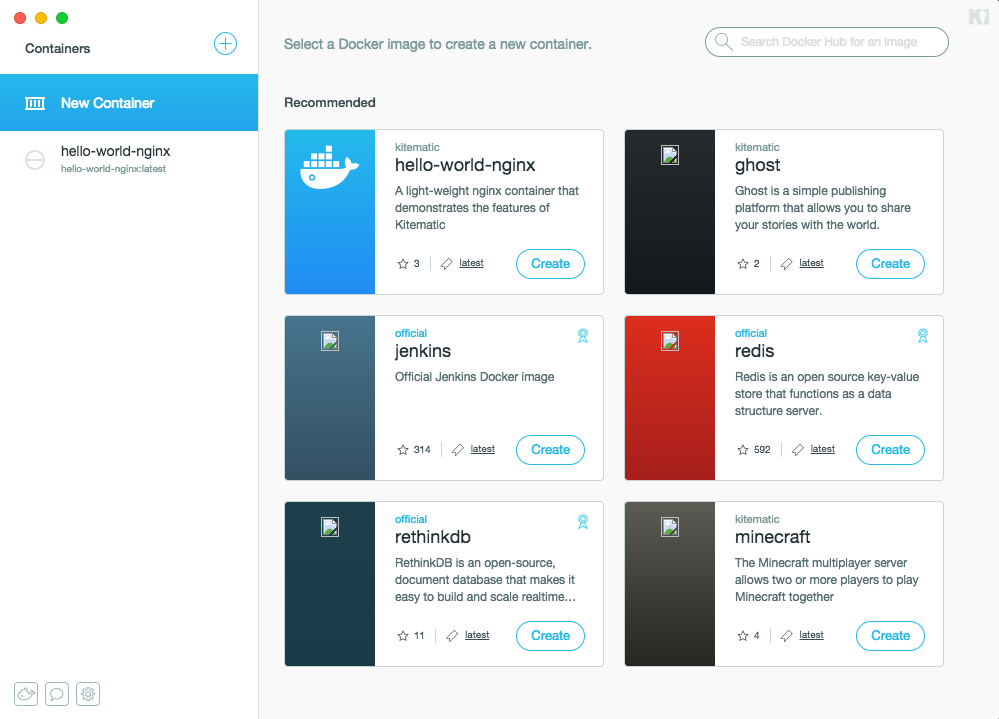 Containers
New Container
hello-world-nginx
hello-world-nginx:latest
Select a Docker image to create a new container.
Search Docker Hub for an image
Recommended
kitematic
hello-world-nginx
A light-weight nginx container that
demonstrates the features of
Kitematic
3
latest
Create
kitematic
ghost
Ghost is a simple publishing
platform that allows you to share
your stories with the world.
2
latest
Create
official
jenkins
Official Jenkins Docker image
314
latest
Create
official
redis
Redis is an open source key-value
store that functions as a data
structure server.
592
latest
Create
official
rethinkdb
RethinkDB is an open-source,
document database that makes it
easy to build and scale realtime…
11
latest
Create
kitematic
minecraft
The Minecraft multiplayer server
allows two or more players to play
Minecraft together
4
latest
Create